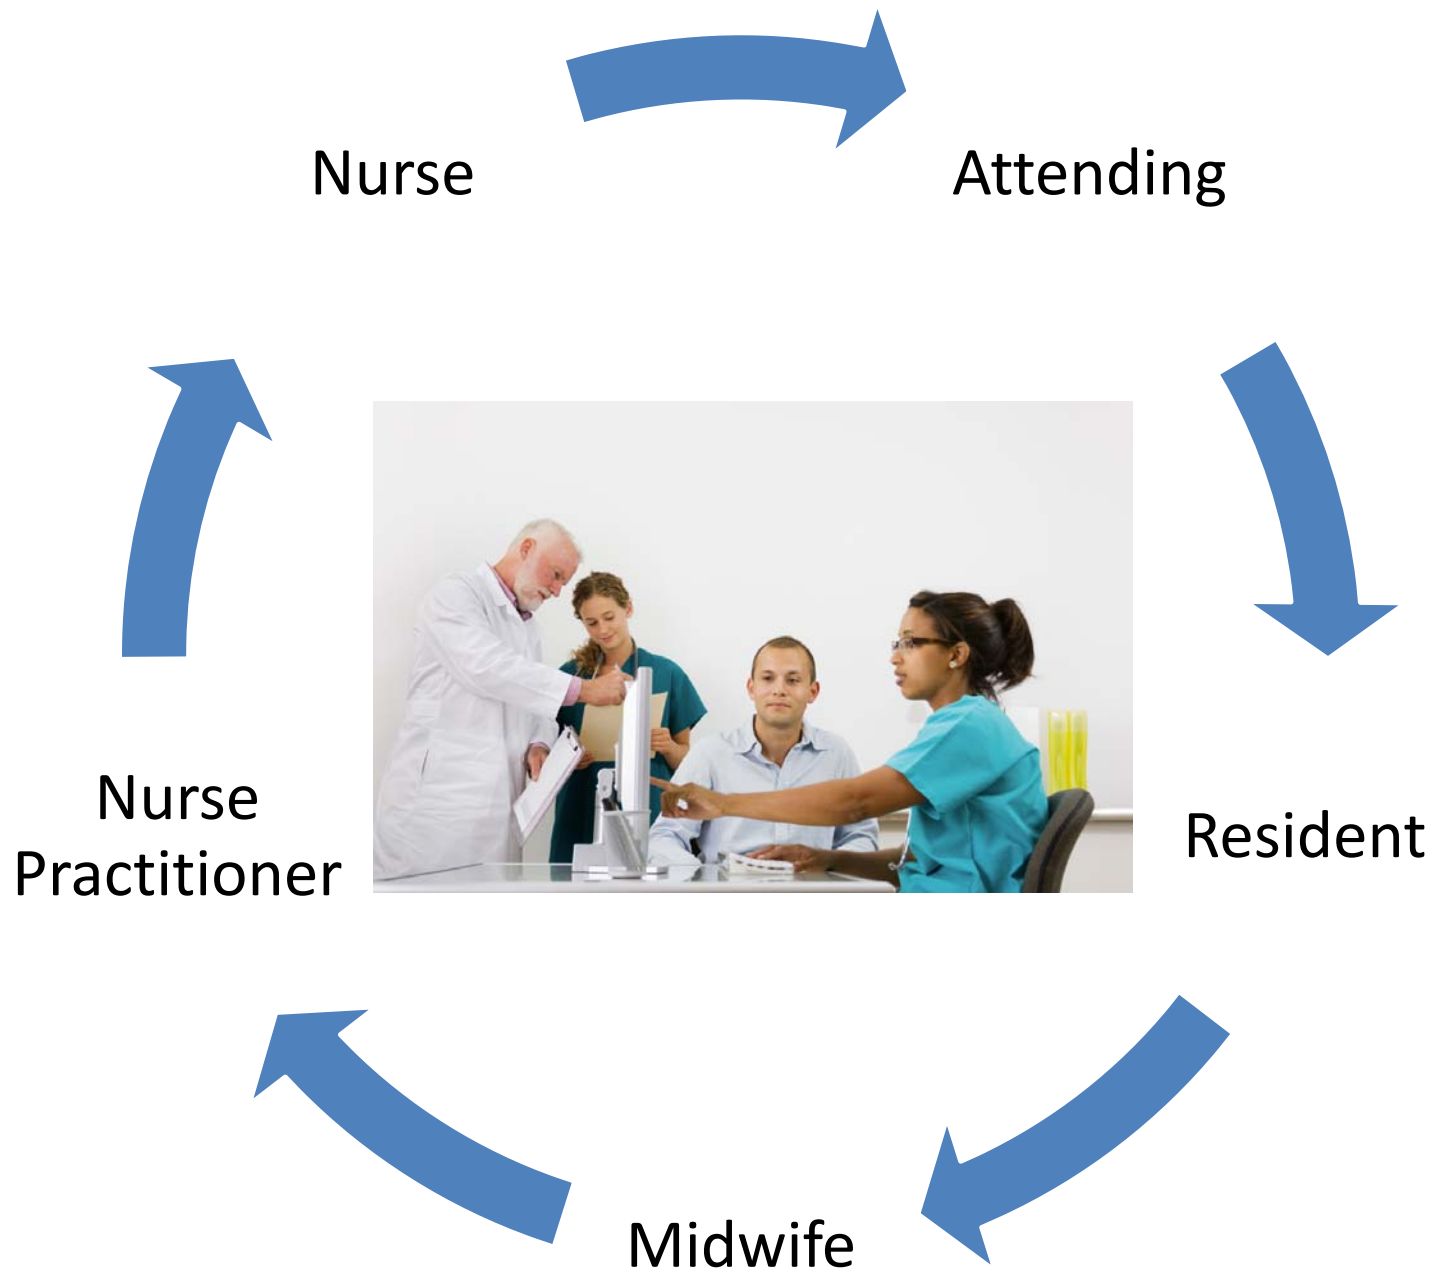 Nurse
Attending
Resident
Midwife
Nurse
Practitioner